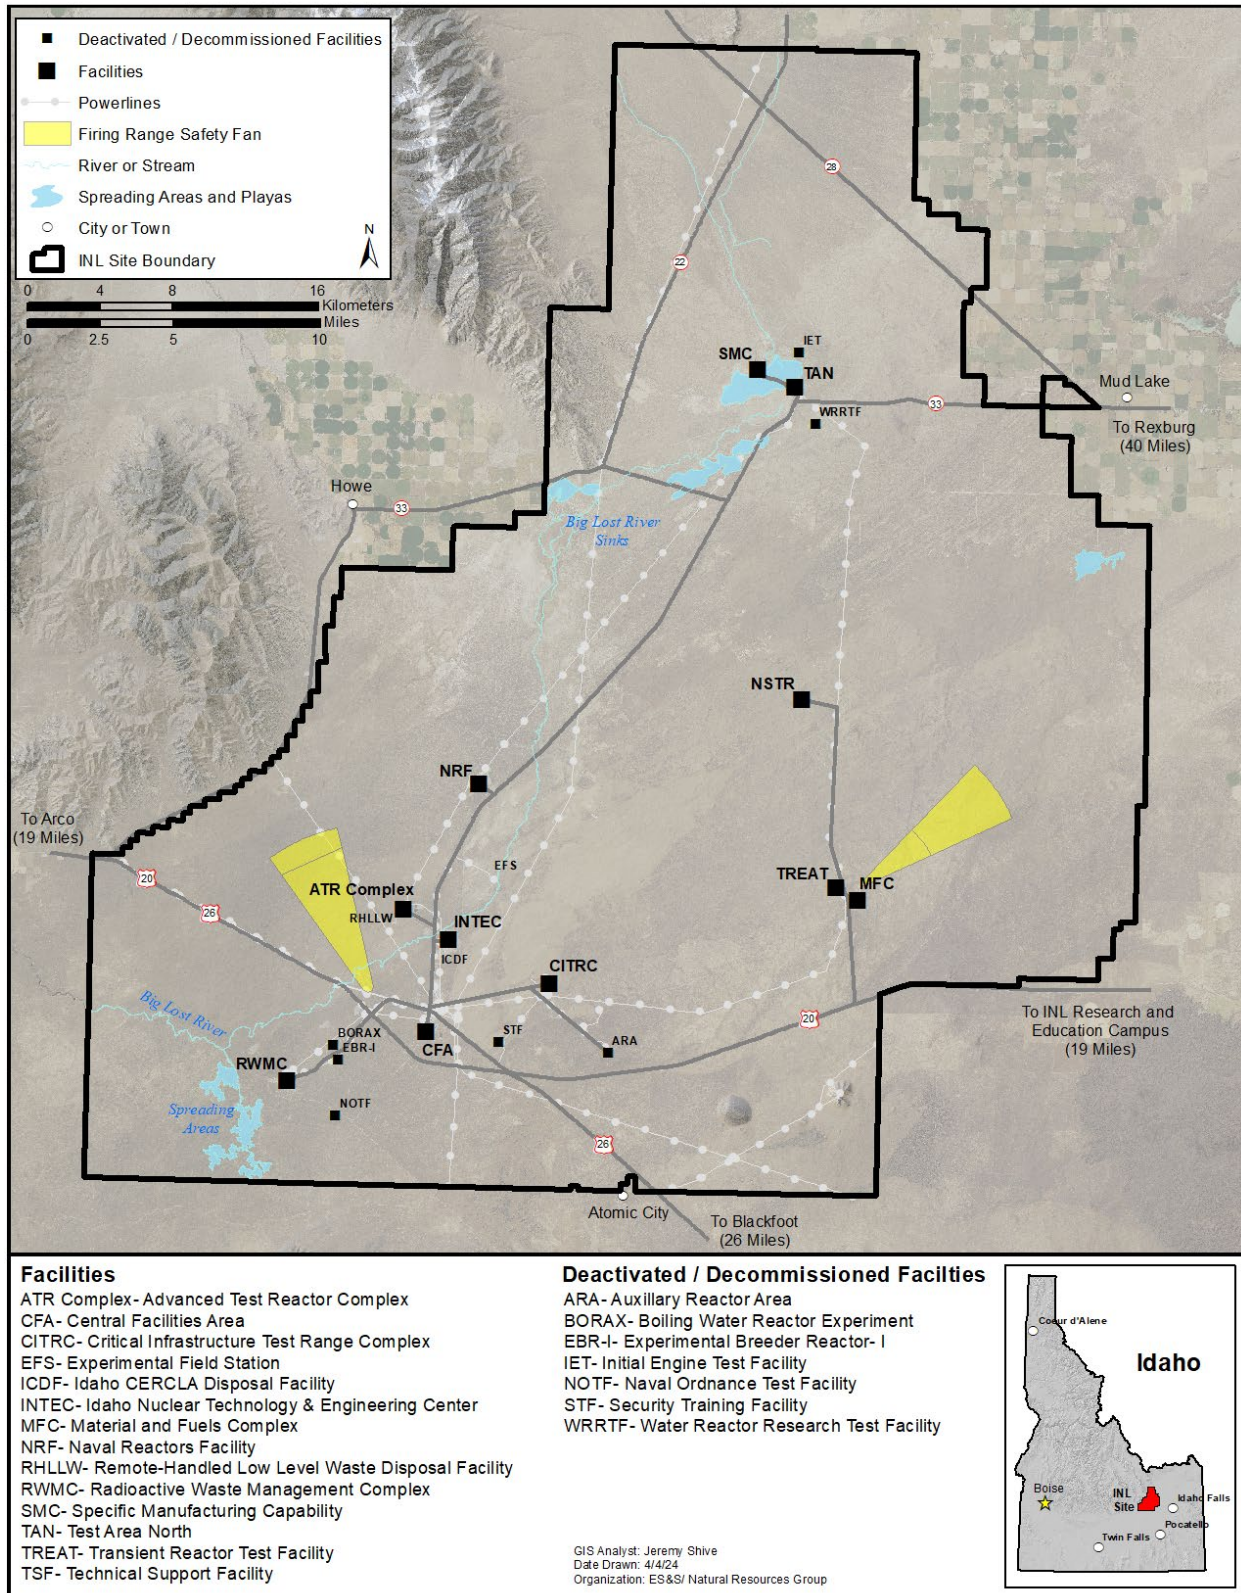 Deactivated / Decommissioned Facilities
Facilities
Powerlines
Firing Range Safety Fan
River or Stream
Spreading Areas and Playas
City or Town
N
INL Site Boundary
0 4 8 16
Kilometers
Miles
0 2.5 5 10
28
22
IET
SMC
TAN
Mud Lake
33
WRRTF
To Rexburg
(40 Miles)
Howe
33
Big Lost River
Sinks
NSTR
NRF
To Arco
(19 Miles)
EFS
20
TREAT
MFC
ATR Complex
26
RHLLW
INTEC
ICDF
CITRC
Big Lost River
20
To INL Research and
Education Campus
(19 Miles)
BORAX
STF
EBR-I
CFA
ARA
RWMC
NOTF
Spreading
Areas
26
Atomic City
To Blackfoot
(26 Miles)
Facilities
ATR Complex- Advanced Test Reactor Complex
CFA- Central Facilities Area
CITRC- Critical Infrastructure Test Range Complex
EFS- Experimental Field Station
ICDF- Idaho CERCLA Disposal Facility
INTEC- Idaho Nuclear Technology & Engineering Center
MFC- Material and Fuels Complex
NRF- Naval Reactors Facility
RHLLW- Remote-Handled Low Level Waste Disposal Facility
RWMC- Radioactive Waste Management Complex
SMC- Specific Manufacturing Capability
TAN- Test Area North
TREAT- Transient Reactor Test Facility
TSF- Technical Support Facility
Deactivated / Decommissioned Facilties
ARA- Auxillary Reactor Area
BORAX- Boiling Water Reactor Experiment
EBR-I- Experimental Breeder Reactor- I
IET- Initial Engine Test Facility
NOTF- Naval Ordnance Test Facility
STF- Security Training Facility
WRRTF- Water Reactor Research Test Facility
GIS Analyst: Jeremy Shive
Date Drawn: 4/4/24
Organization: ES&S/ Natural Resources Group
Coeur d'Alene
Idaho
Boise
INL
Site
Idaho Falls
Pocatello
Twin Falls